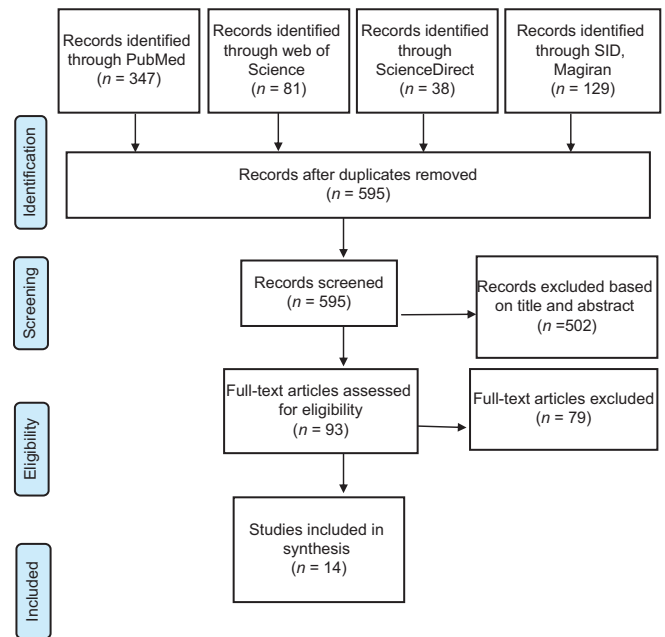 Records identified
through PubMed
(n = 347)
Records identified
through web of
Science
(n = 81)
Records identified
through
ScienceDirect
(n = 38)
Records identified
through SID,
Magiran
(n = 129)
Identification
Records after duplicates removed
(n = 595)
Screening
Records screened
(n = 595)
Records excluded based
on title and abstract
(n =502)
Eligibility
Full-text articles assessed
for eligibility
(n = 93)
Full-text articles excluded
(n = 79)
Included
Studies included in
synthesis
(n = 14)